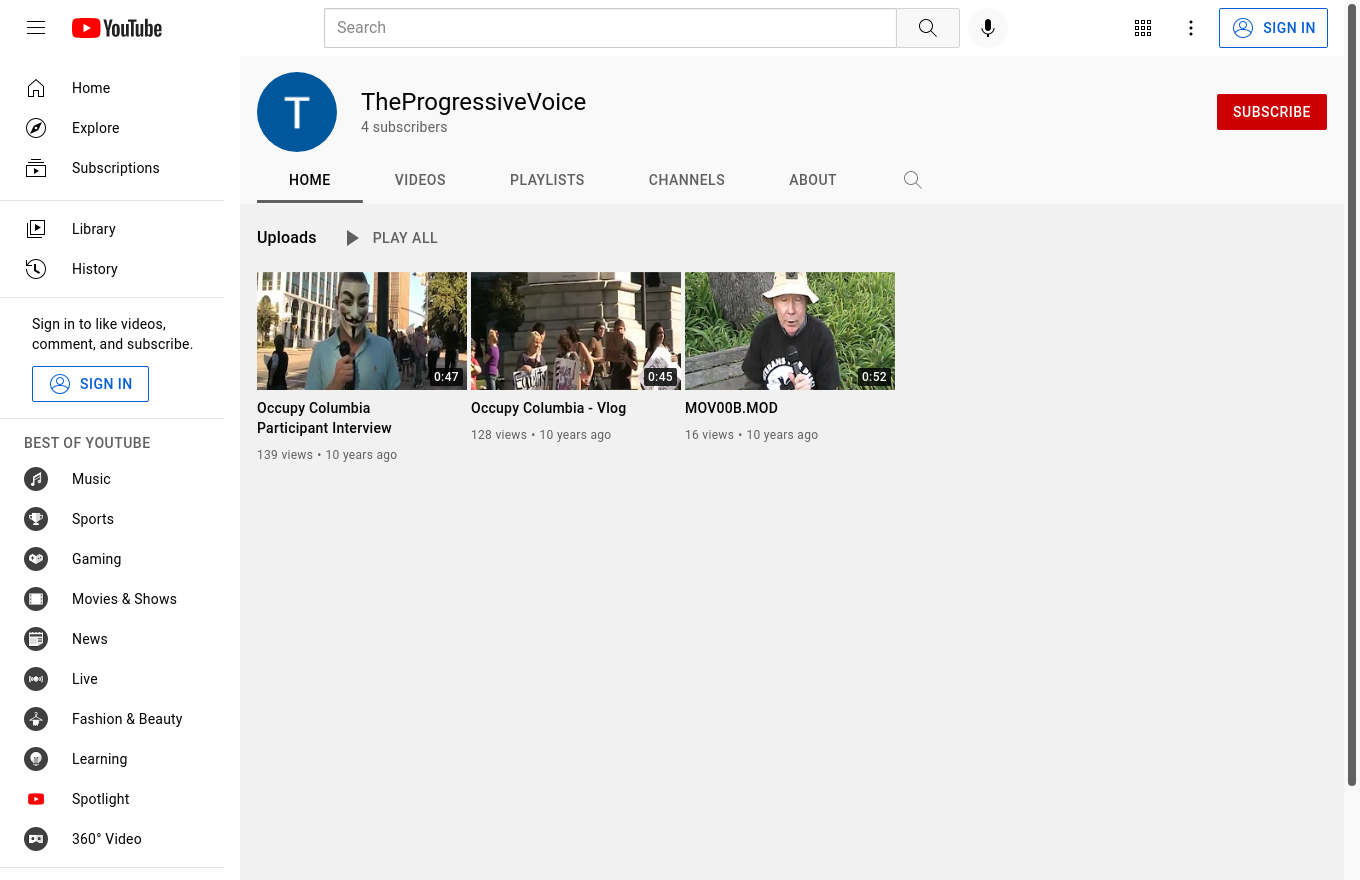 YouTube
Search
SIGN IN
Home
Explore
Subscriptions
Library
History
Sign in to like videos,
comment, and subscribe.
SIGN IN
BEST OF YOUTUBE
Music
Sports
Gaming
Movies & Shows
News
Live
Fashion & Beauty
Learning
Spotlight
360° Video
T
TheProgressiveVoice
4 subscribers
SUBSCRIBE
HOME
VIDEOS
PLAYLISTS
CHANNELS
ABOUT
Uploads
PLAY ALL
0:47
Occupy Columbia
Participant Interview
139 views • 10 years ago
0:45
Occupy Columbia - Vlog
128 views • 10 years ago
0:52
MOV00B.MOD
16 views • 10 years ago